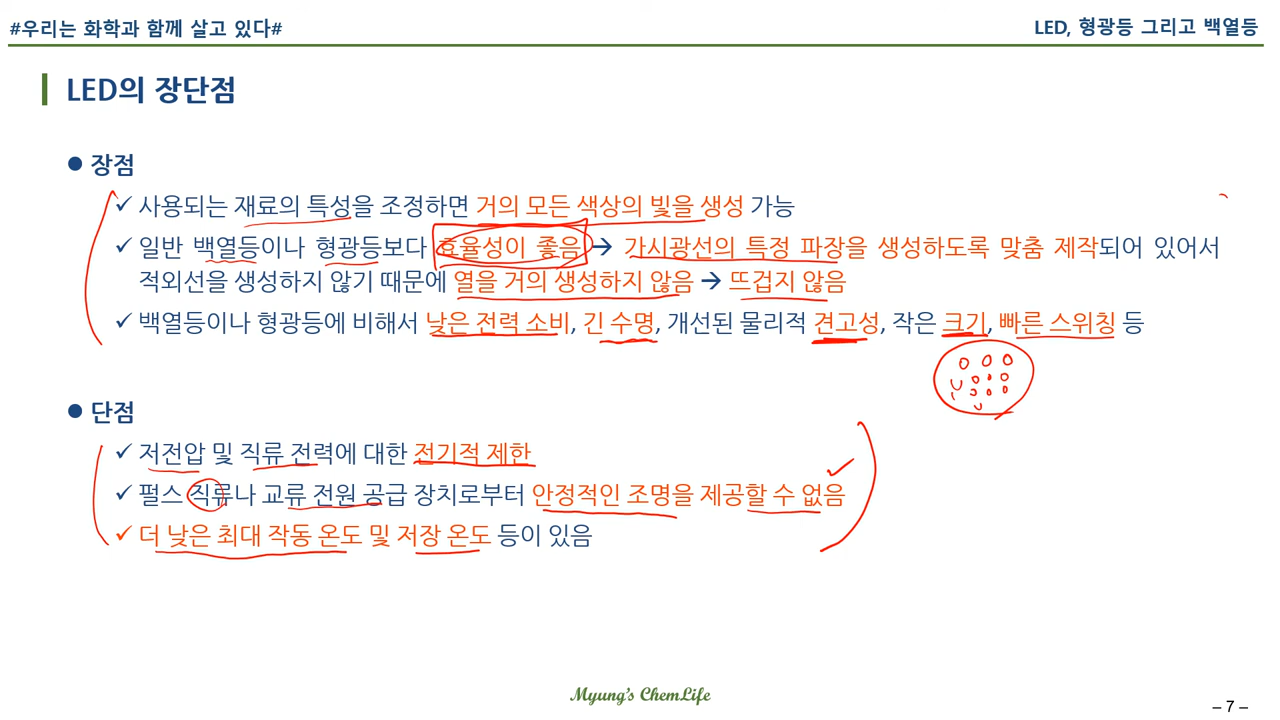 #우리는 화학과 함께 살고 있다#
LED, 형광등 그리고 백열등
LED의 장단점
● 장점
✓ 사용되는 재료의 특성을 조정하면 거의 모든 색상의 빛을 생성 가능
✓ 일반 백열등이나 형광등보다 효율성이 좋음 → 가시광선의 특정 파장을 생성하도록 맞춤 제작되어 있어서
적외선을 생성하지 않기 때문에 열을 거의 생성하지 않음 → 뜨겁지 않음
✓ 백열등이나 형광등에 비해서 낮은 전력 소비, 긴 수명, 개선된 물리적 견고성, 작은 크기, 빠른 스위칭 등
● 단점
✓ 저전압 및 직류 전력에 대한 전기적 제한
✓ 펄스 직류나 교류 전원 공급 장치로부터 안정적인 조명을 제공할 수 없음
✓ 더 낮은 최대 작동 온도 및 저장 온도 등이 있음
Myung's ChemLife
– 7 –